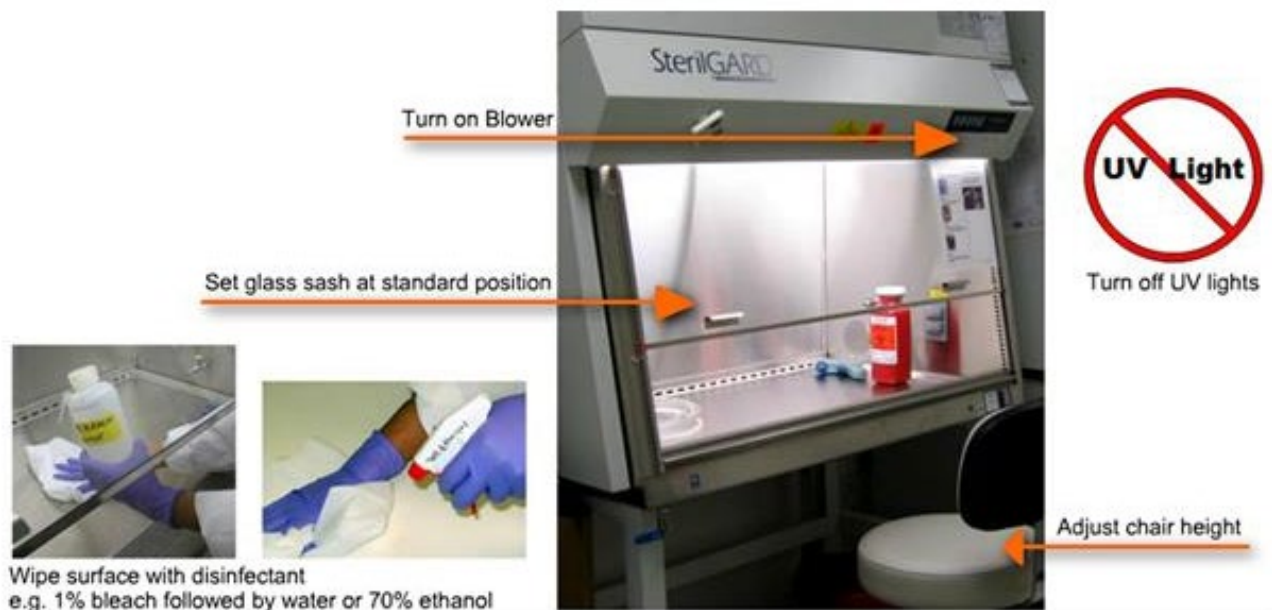 SterilGARD
Turn on Blower
UV Light
Turn off UV lights
Set glass sash at standard position
Adjust chair height
Wipe surface with disinfectant
e.g. 1% bleach followed by water or 70% ethanol